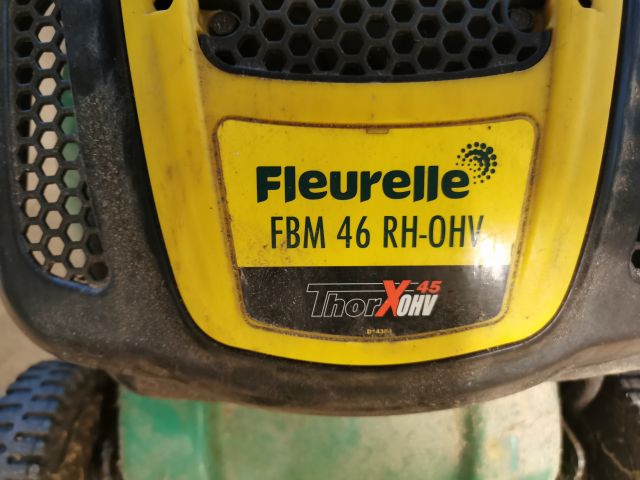 Fleurelle
FBM 46 RH-OHV
ThorX 45
OHV